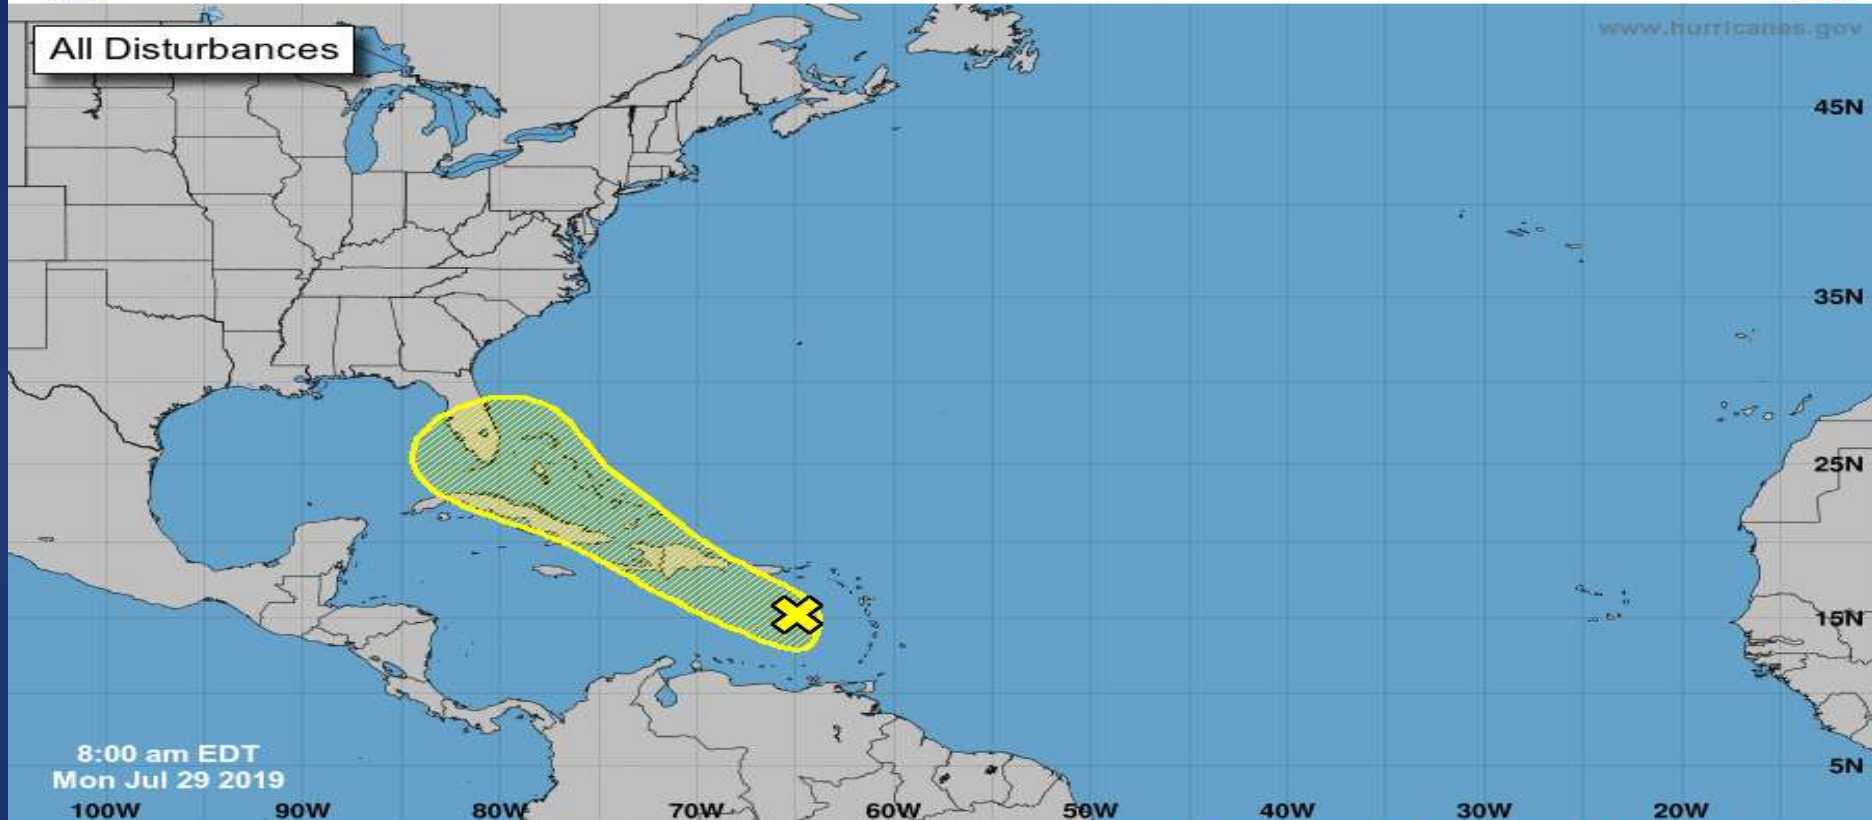 All Disturbances
www.hurricanes.gov
45N
35N
25N
15N
8:00 am EDT
Mon Jul 29 2019
5N
100W 90W 80W 70W 60W 50W 40W 30W 20W